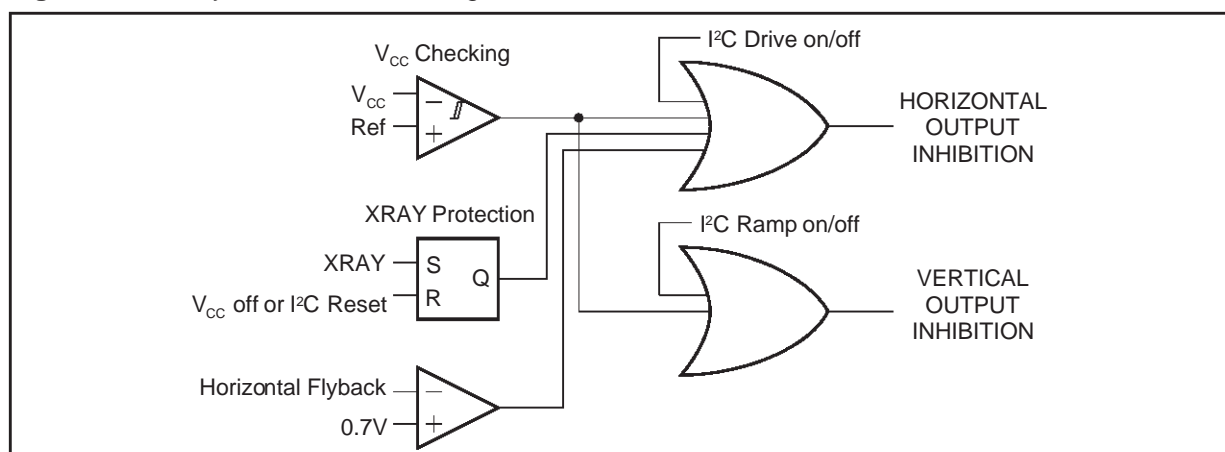 I²C Drive on/off
V_CC Checking
V_CC
−
Ref
+
HORIZONTAL
OUTPUT
INHIBITION
XRAY Protection
I²C Ramp on/off
XRAY
S
Q
V_CC off or I²C Reset
R
VERTICAL
OUTPUT
INHIBITION
Horizontal Flyback
−
0.7V
+